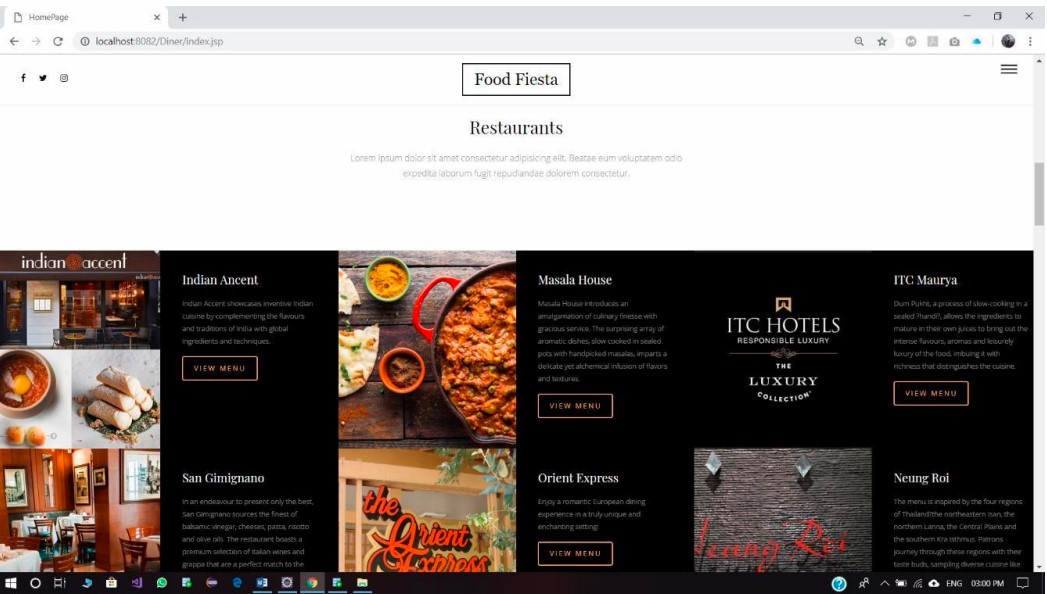 HomePage
localhost:8082/Diner/index.jsp
Food Fiesta
Restaurants
Lorem ipsum dolor sit amet consectetur adipisicing elit. Beatae eum voluptatem odio
expedita laborum fugit repudiandae dolorem consectetur.
indian accent
Indian Ancent
Indian Accent showcases inventive Indian
cuisine by complementing the flavours
and traditions of India with global
ingredients and techniques.
VIEW MENU
Masala House
Masala House introduces an
amalgamation of culinary finesse with
gracious service. The surprising array of
aromatic dishes, slow cooked in sealed
pots with handpicked masalas, imparts a
delicate yet alchemical infusion of flavors
and textures.
VIEW MENU
ITC HOTELS
RESPONSIBLE LUXURY
THE
LUXURY
COLLECTION
ITC Maurya
Dum Pukht, a process of slow-cooking in a
sealed ?handi?, allows the ingredients to
mature in their own juices to bring out the
intense flavours, aromas and leisurely
luxury of the food, imbuing it with
richness that distinguishes the cuisine.
VIEW MENU
San Gimignano
In an endeavour to present only the best,
San Gimignano sources the finest of
balsamic vinegar, cheeses, pasta, risotto
and olive oils. The restaurant boasts a
premium selection of Italian wines and
grappa that are a perfect match to the
the
Orient
Express
Orient Express
Enjoy a romantic European dining
experience in a truly unique and
enchanting setting!
VIEW MENU
Neung Roi
Neung Roi
The menu is inspired by the four regions
of Thailand?the northeastern Isan, the
northern Lanna, the Central Plains and
the southern Kra Isthmus. Patrons
journey through these regions with their
taste buds, sampling diverse cuisine like
ENG 03:00 PM